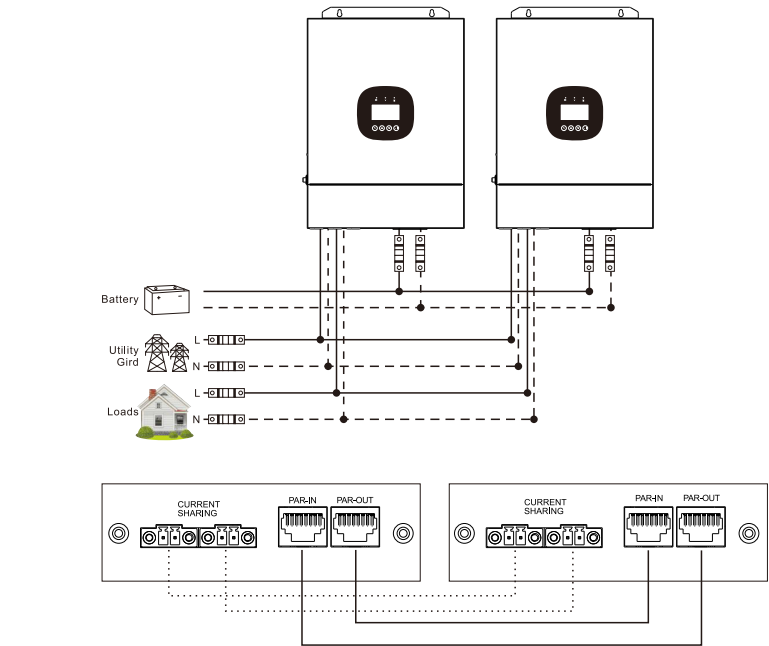 Battery
+ -
Utility
Gird
L
N
Loads
L
N
CURRENT
SHARING
PAR-IN
PAR-OUT
CURRENT
SHARING
PAR-IN
PAR-OUT